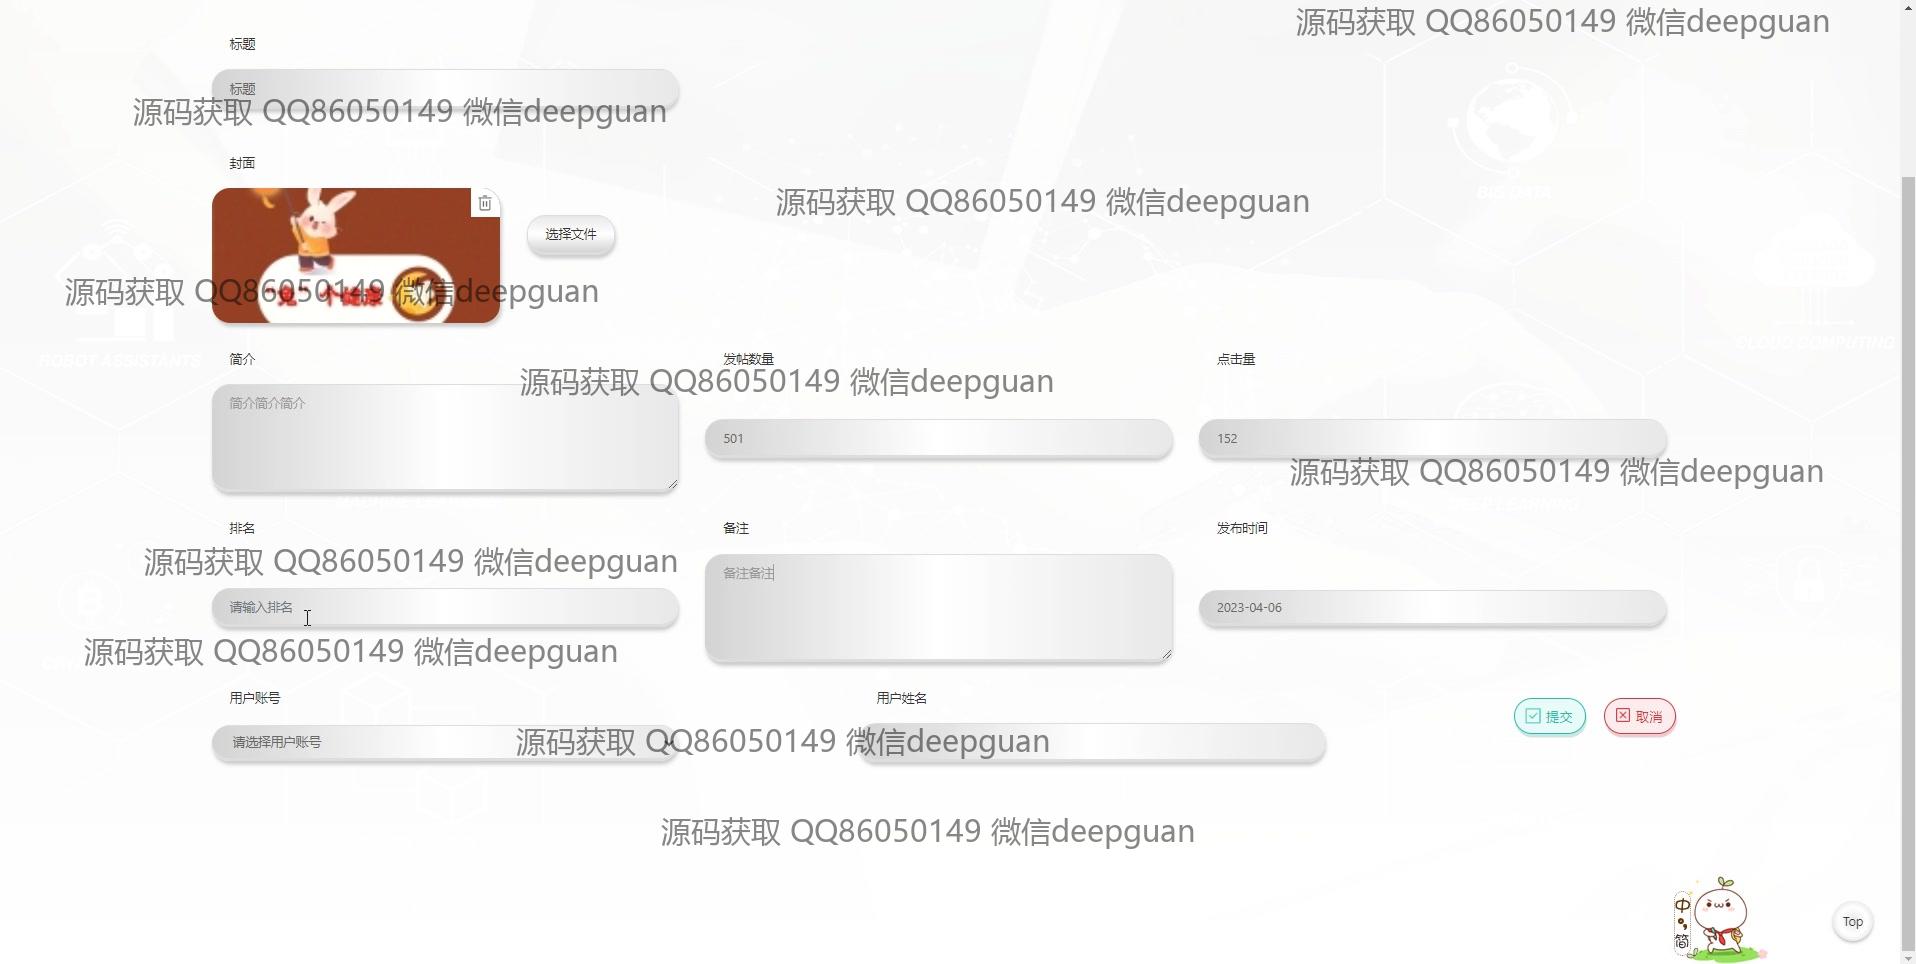 源码获取 QQ86050149 微信deepguan
标题
标题
源码获取 QQ86050149 微信deepguan
封面
BIG DATA
源码获取 QQ86050149 微信deepguan
选择文件
源码获取 QQ86050149 微信deepguan
ROBOT ASSISTANTS
CLOUD COMPUTING
简介
发帖数量
点击量
源码获取 QQ86050149 微信deepguan
简介简介简介
501
152
源码获取 QQ86050149 微信deepguan
DEEP LEARNING
排名
备注
发布时间
源码获取 QQ86050149 微信deepguan
备注备注
请输入排名
2023-04-06
源码获取 QQ86050149 微信deepguan
用户账号
用户姓名
提交
取消
请选择用户账号
源码获取 QQ86050149 微信deepguan
源码获取 QQ86050149 微信deepguan
中
简
Top